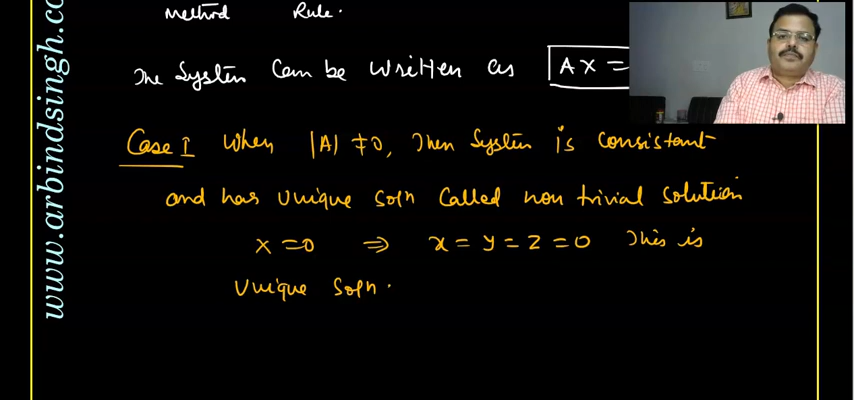 Method Rule.
The System Can be Written as AX =
Case I When |A| ≠ 0, Then System is Consistant
and has Unique Soln Called non trivial solution
X = 0 ⇒ x = y = z = 0 This is
Unique Soln.
www.arbindsingh.co